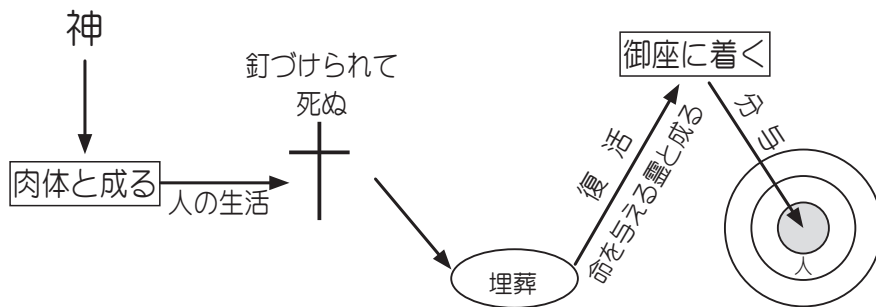 神
肉体と成る
人の生活
釘づけられて
死ぬ
埋葬
復活
命を与える霊と成る
御座に着く
分与
人